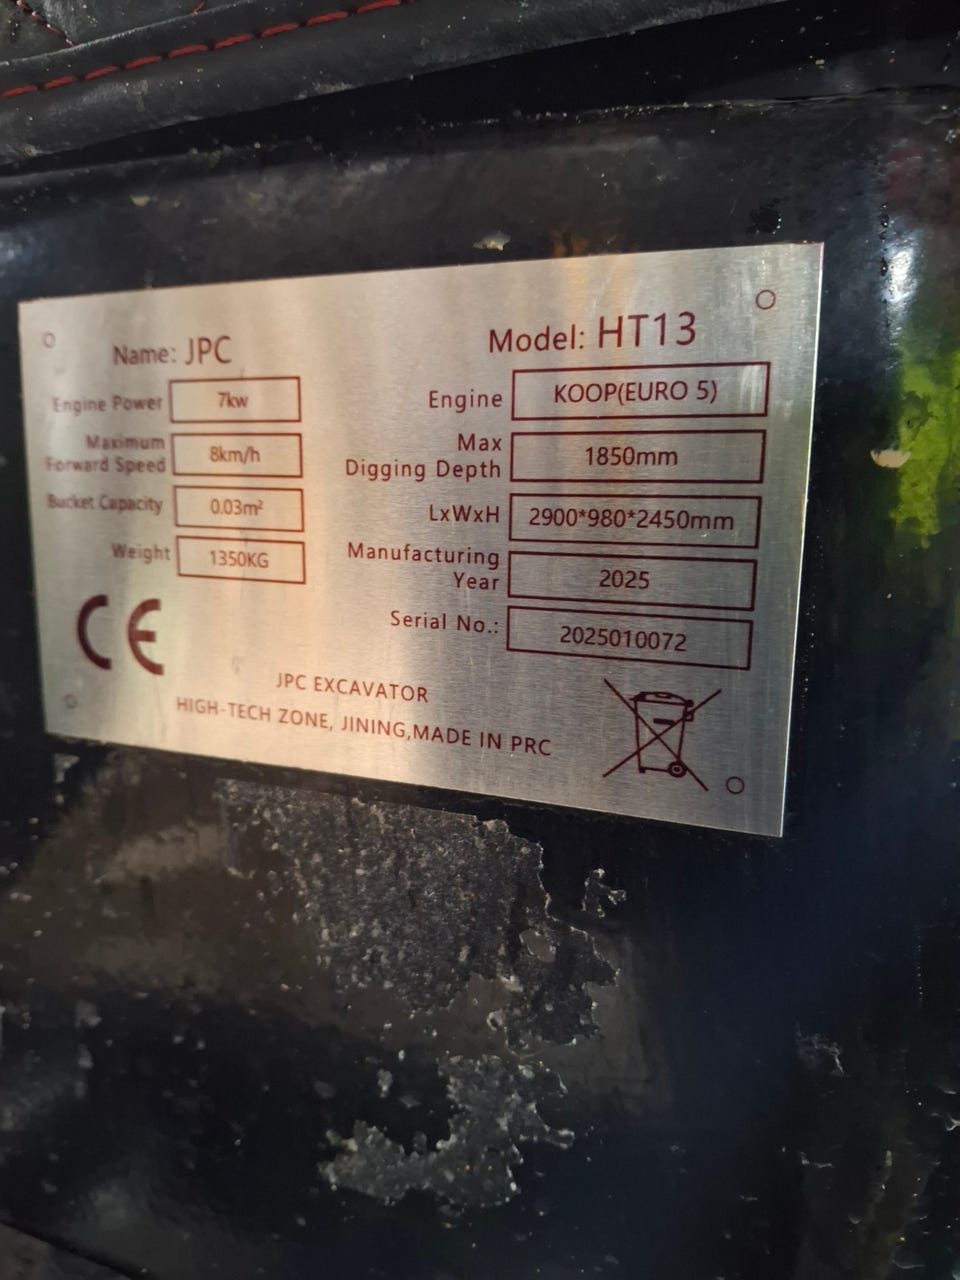 Name: JPC
Model: HT13
Engine Power 7kw
Engine KOOP(EURO 5)
Maximum
Forward Speed 8km/h
Max
Digging Depth 1850mm
Bucket Capacity 0.03m²
LxWxH 2900*980*2450mm
Weight 1350KG
Manufacturing
Year 2025
Serial No.: 2025010072
CE
JPC EXCAVATOR
HIGH-TECH ZONE, JINING,MADE IN PRC